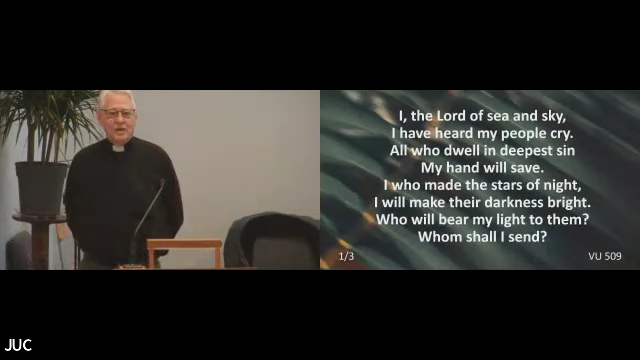 I, the Lord of sea and sky,
I have heard my people cry.
All who dwell in deepest sin
My hand will save.
I who made the stars of night,
I will make their darkness bright.
Who will bear my light to them?
Whom shall I send?
1/3
VU 509
JUC